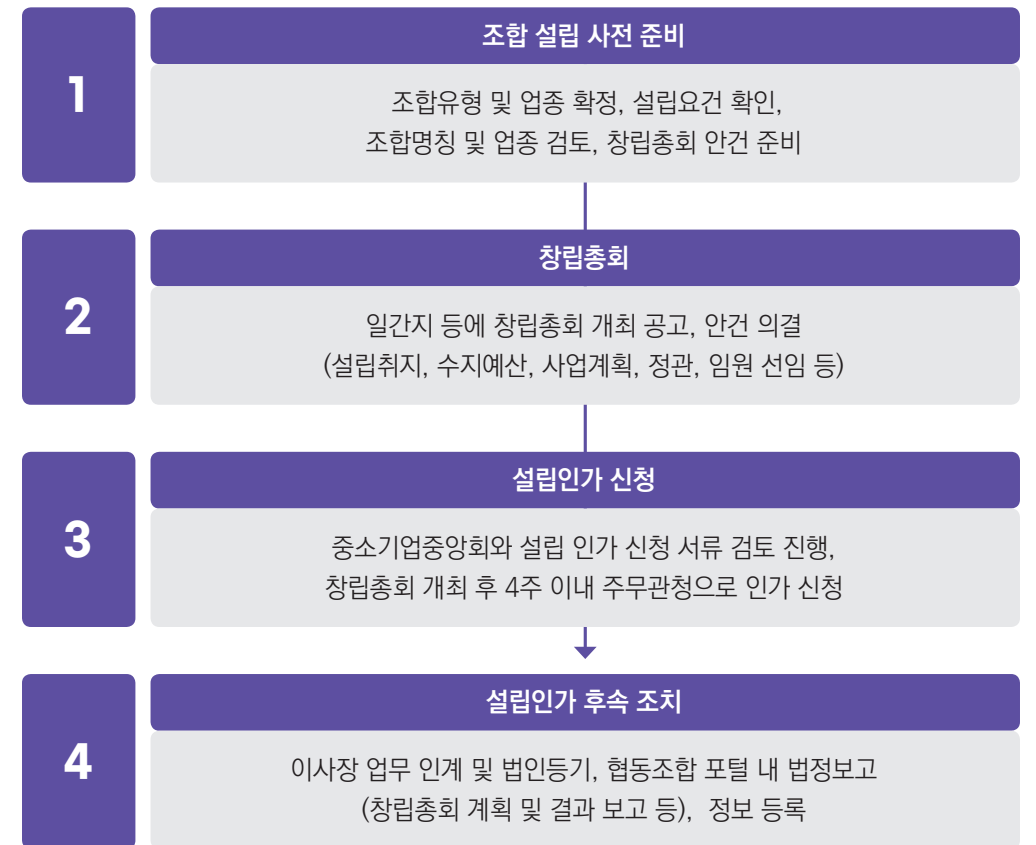 1
조합 설립 사전 준비
조합유형 및 업종 확정, 설립요건 확인,
조합명칭 및 업종 검토, 창립총회 안건 준비
2
창립총회
일간지 등에 창립총회 개최 공고, 안건 의결
(설립취지, 수지예산, 사업계획, 정관, 임원 선임 등)
3
설립인가 신청
중소기업중앙회와 설립 인가 신청 서류 검토 진행,
창립총회 개최 후 4주 이내 주무관청으로 인가 신청
4
설립인가 후속 조치
이사장 업무 인계 및 법인등기, 협동조합 포털 내 법정보고
(창립총회 계획 및 결과 보고 등), 정보 등록